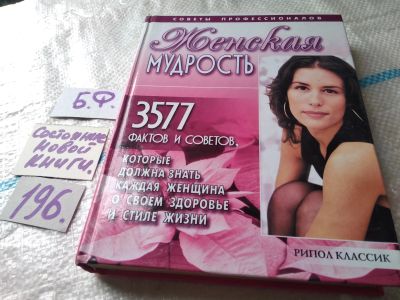 СОВЕТЫ ПРОФЕССИОНАЛОВ
Женская
МУДРОСТЬ
3577
ФАКТОВ И СОВЕТОВ,
КОТОРЫЕ
ДОЛЖНА ЗНАТЬ
КАЖДАЯ ЖЕНЩИНА
О СВОЕМ ЗДОРОВЬЕ
И СТИЛЕ ЖИЗНИ
РИПОЛ КЛАССИК
Б.Ф.
Состояние
новой
книги.
196.